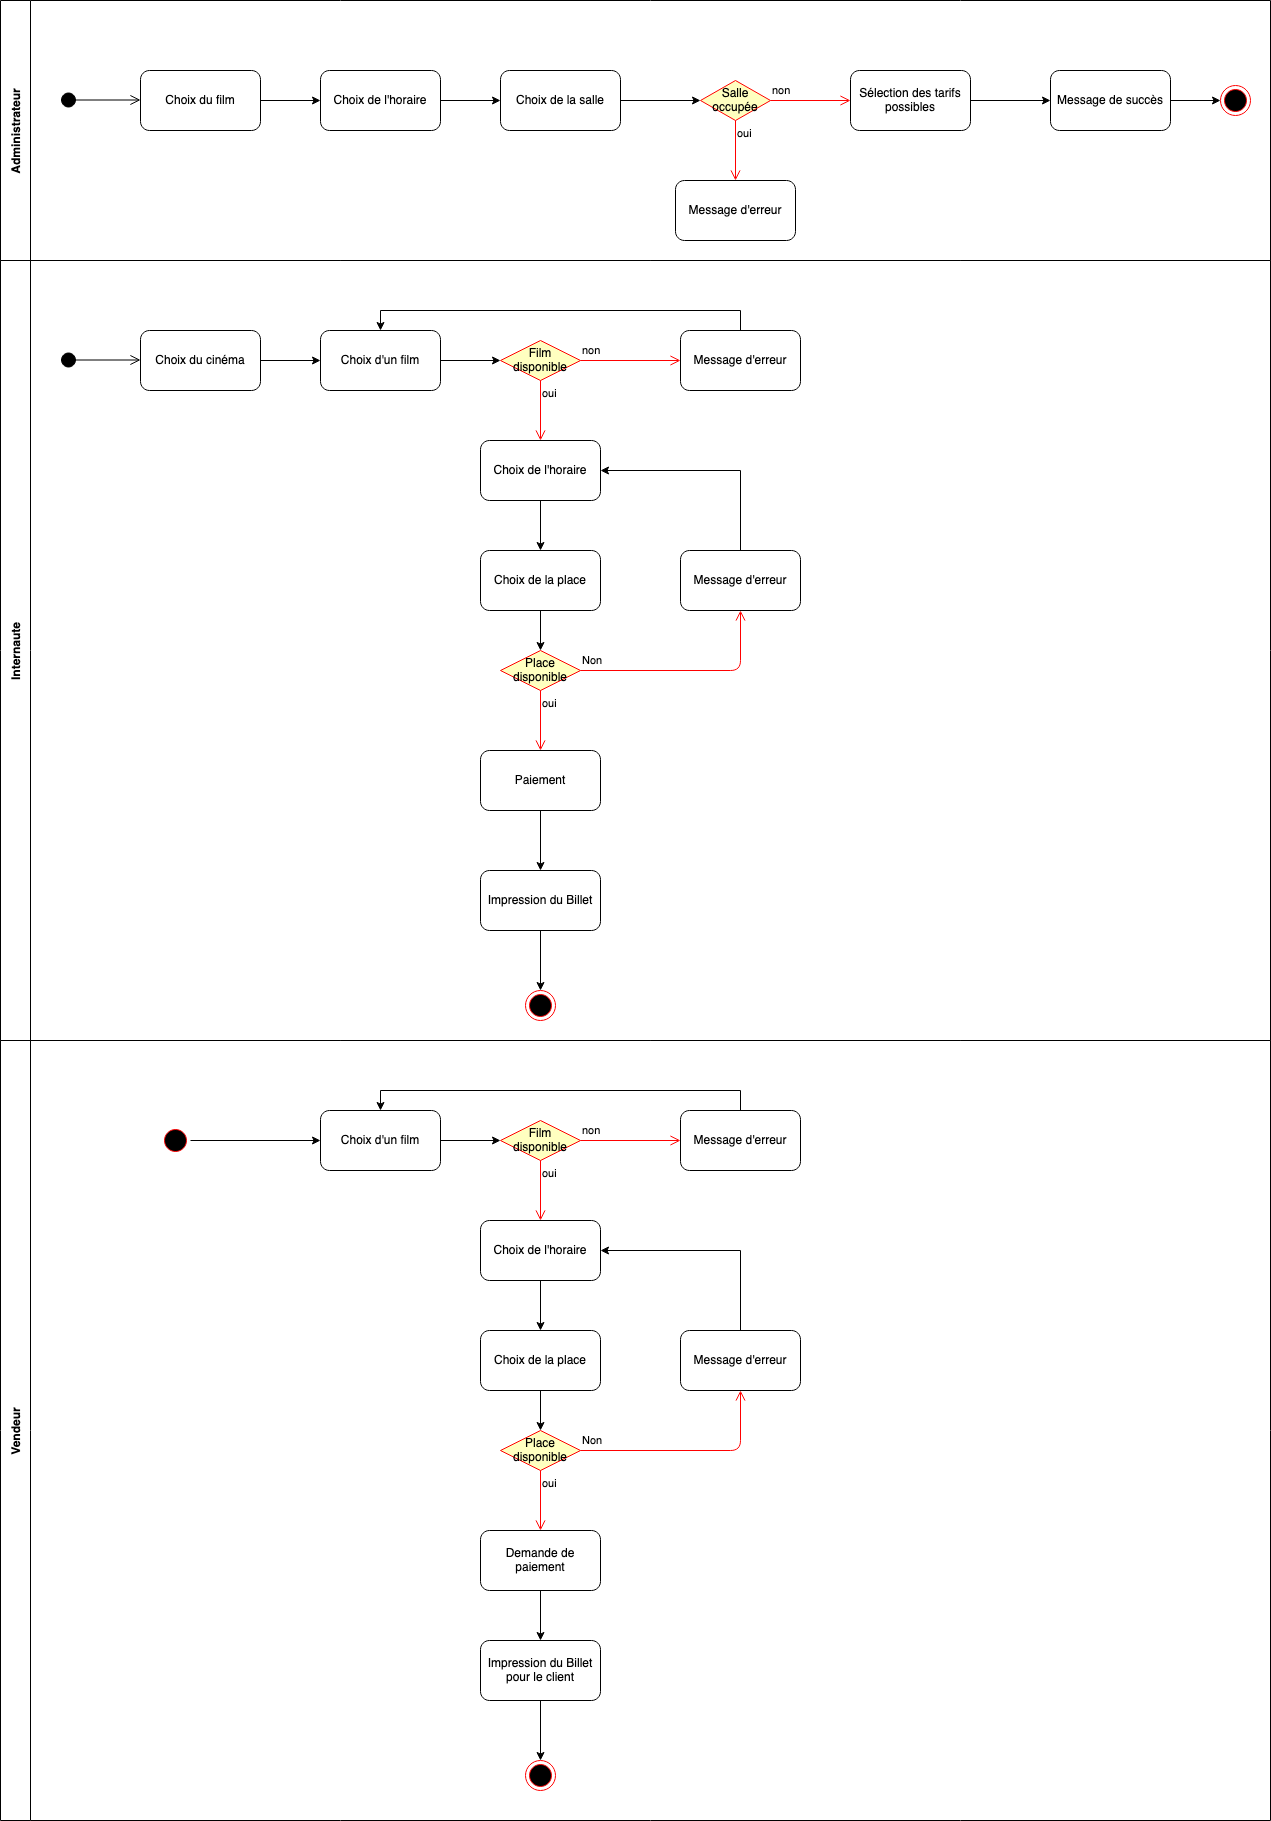 Administrateur
Choix du film
Choix de l'horaire
Choix de la salle
Salle
occupée
non
oui
Sélection des tarifs
possibles
Message de succès
Message d'erreur
Internaute
Choix du cinéma
Choix d'un film
Film
disponible
non
oui
Message d'erreur
Choix de l'horaire
Choix de la place
Message d'erreur
Place
disponible
Non
oui
Paiement
Impression du Billet
Vendeur
Choix d'un film
Film
disponible
non
oui
Message d'erreur
Choix de l'horaire
Choix de la place
Message d'erreur
Place
disponible
Non
oui
Demande de
paiement
Impression du Billet
pour le client